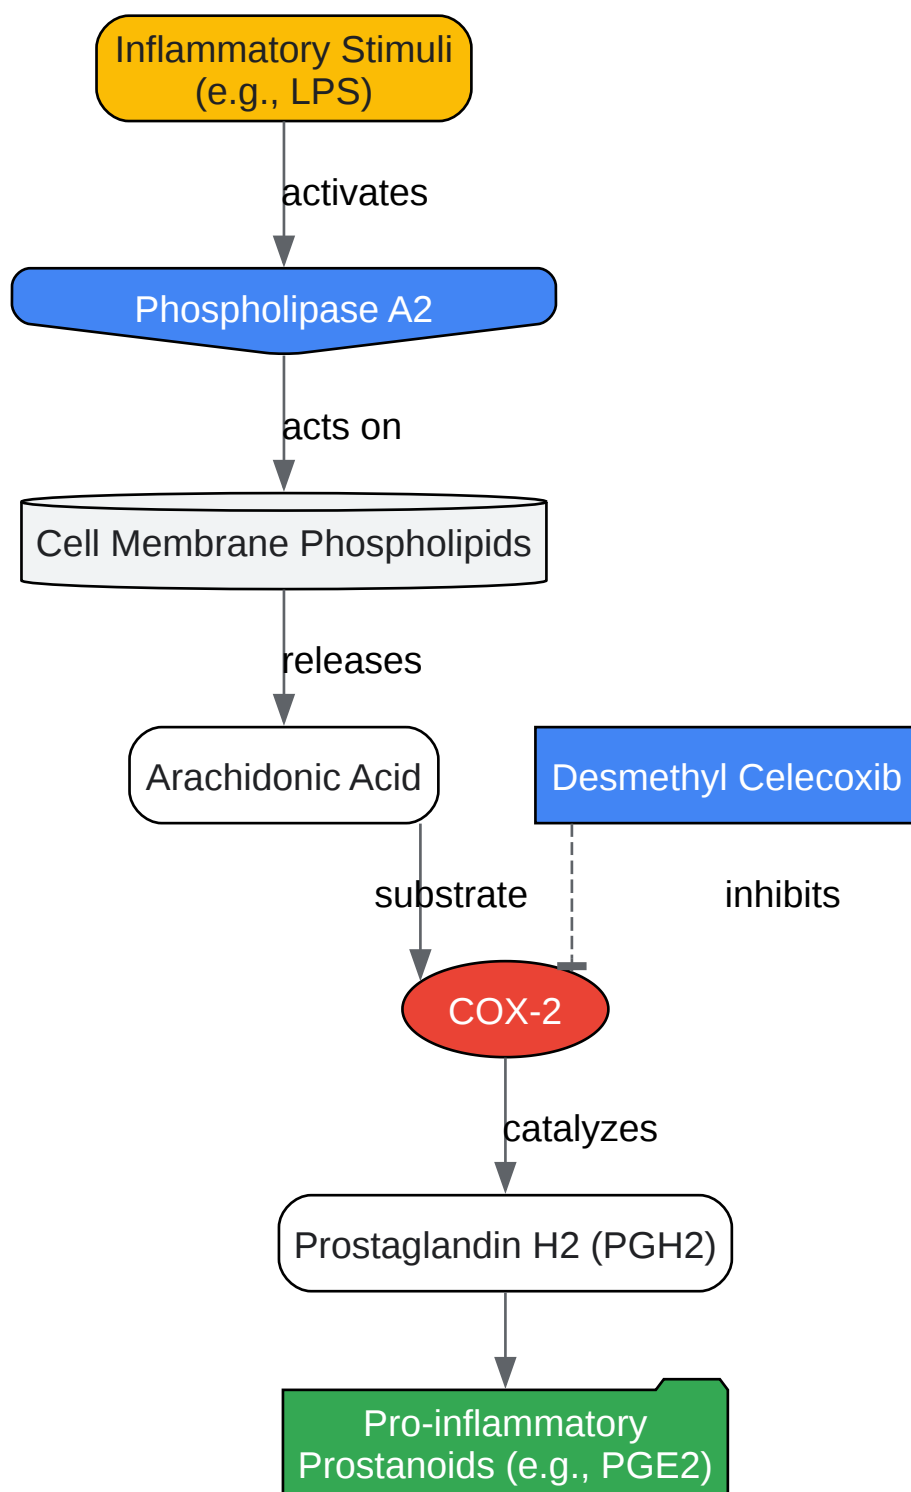 Inflammatory Stimuli
(e.g., LPS)
activates
Phospholipase A2
acts on
Cell Membrane Phospholipids
releases
Arachidonic Acid
Desmethyl Celecoxib
substrate
inhibits
COX-2
catalyzes
Prostaglandin H2 (PGH2)
Pro-inflammatory
Prostanoids (e.g., PGE2)